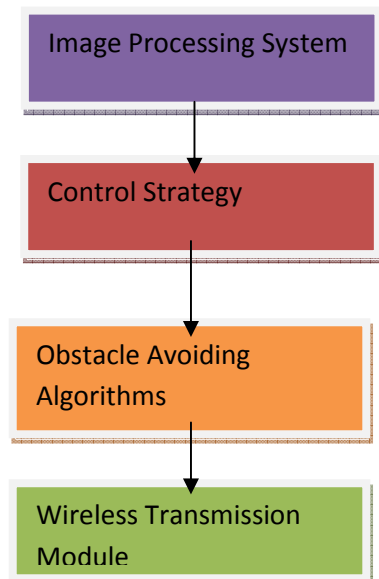 Image Processing System
Control Strategy
Obstacle Avoiding
Algorithms
Wireless Transmission
Module